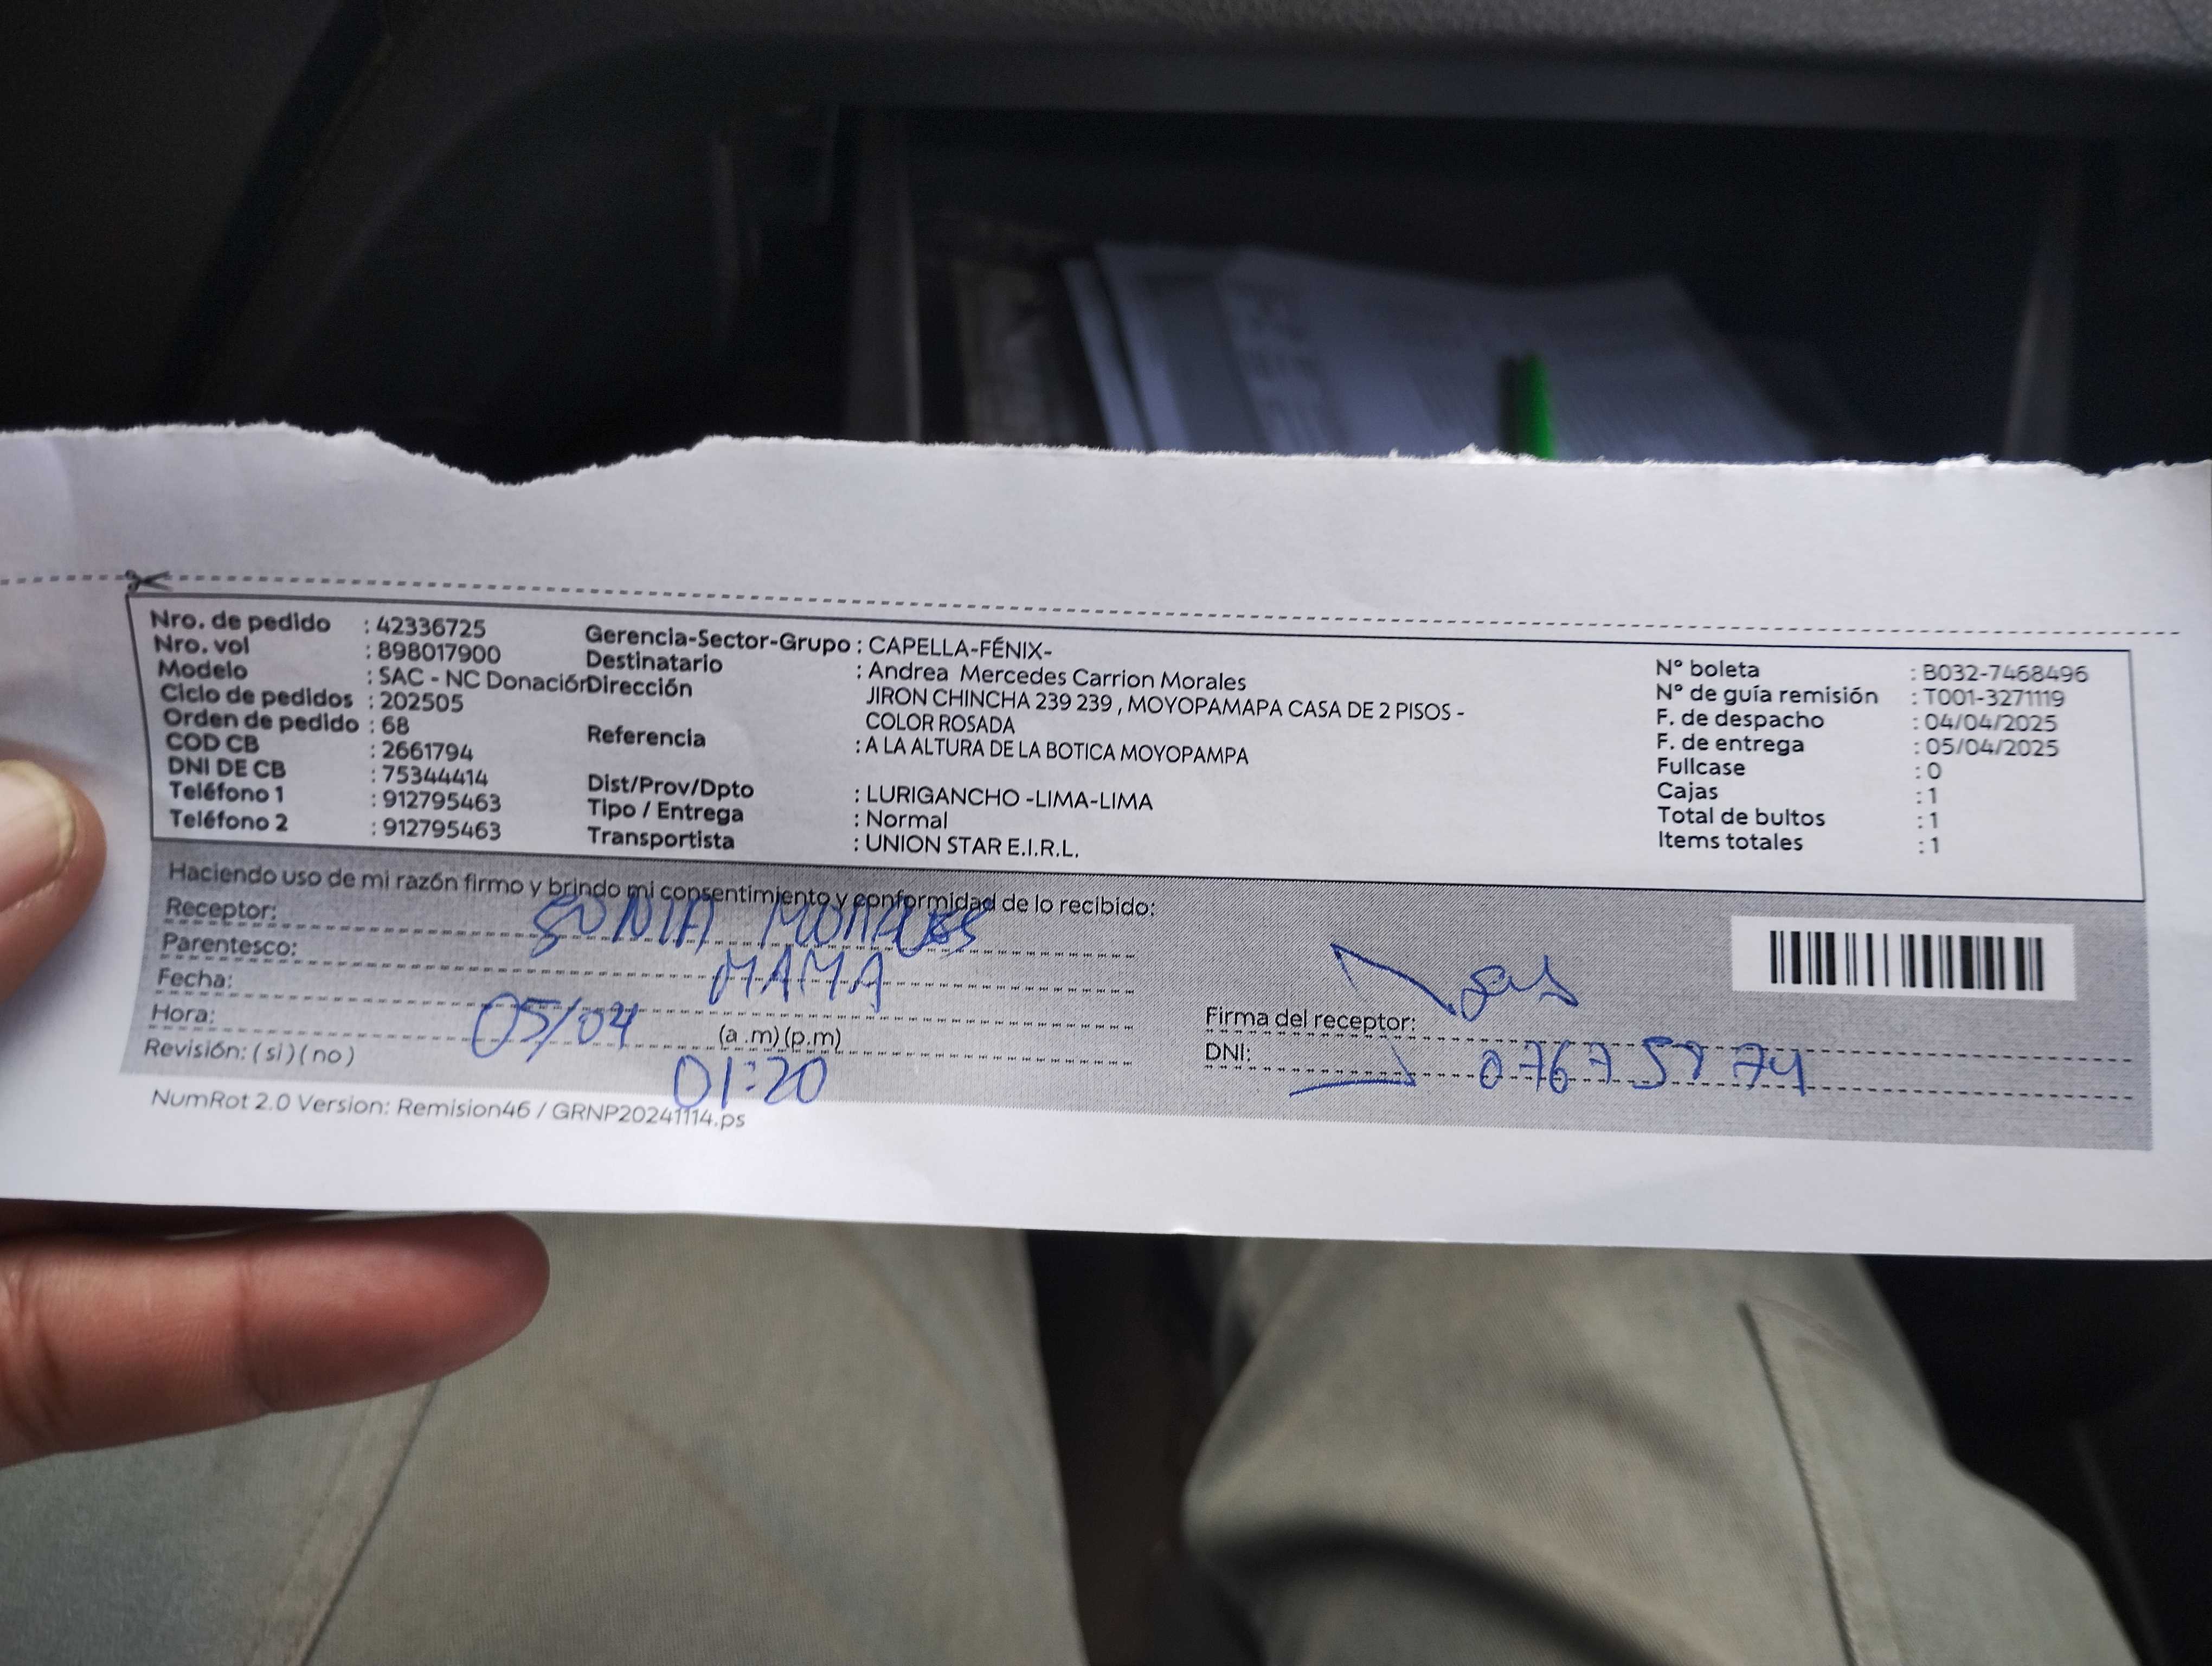 Nro. de pedido : 42336725
Nro. vol : 898017900
Modelo : SAC - NC Donación
Ciclo de pedidos : 202505
Orden de pedido : 68
COD CB : 2661794
DNI DE CB : 75344414
Teléfono 1 : 912795463
Teléfono 2 : 912795463
Gerencia-Sector-Grupo : CAPELLA-FÉNIX-
Destinatario : Andrea Mercedes Carrion Morales
Dirección JIRON CHINCHA 239 239 , MOYOPAMAPA CASA DE 2 PISOS -
COLOR ROSADA
Referencia : A LA ALTURA DE LA BOTICA MOYOPAMPA
Dist/Prov/Dpto : LURIGANCHO -LIMA-LIMA
Tipo / Entrega : Normal
Transportista : UNION STAR E.I.R.L.
N° boleta : B032-7468496
N° de guía remisión : T001-3271119
F. de despacho : 04/04/2025
F. de entrega : 05/04/2025
Fullcase : 0
Cajas : 1
Total de bultos : 1
Items totales : 1
Haciendo uso de mi razón firmo y brindo mi consentimiento y conformidad de lo recibido:
Receptor: SONIA MORALES
Parentesco: MAMA
Fecha: 05/04
Hora: (a .m)(p.m) 01:20
Revisión: (si)(no)
Firma del receptor:
DNI:
NumRot 2.0 Version: Remision46 / GRNP20241114.ps